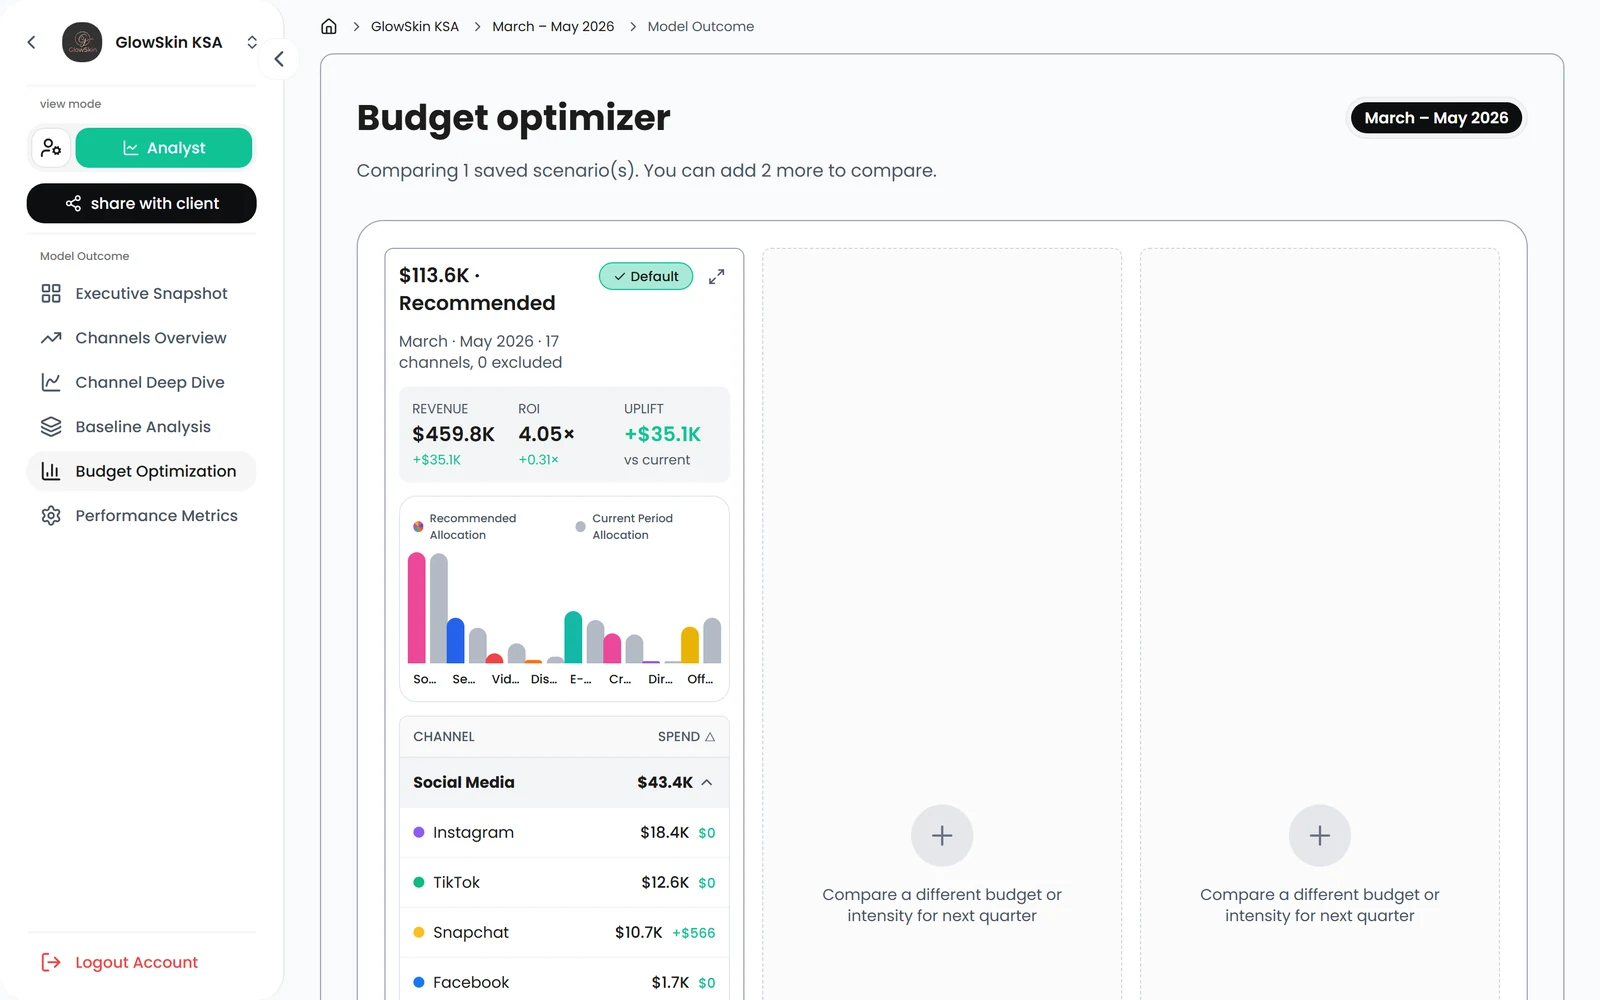 GlowSkin KSA
GlowSkin
view mode
Analyst
share with client
Model Outcome
Executive Snapshot
Channels Overview
Channel Deep Dive
Baseline Analysis
Budget Optimization
Performance Metrics
Logout Account
GlowSkin KSA
March – May 2026
Model Outcome
Budget optimizer
March – May 2026
Comparing 1 saved scenario(s). You can add 2 more to compare.
$113.6K ·
Recommended
Default
March · May 2026 · 17
channels, 0 excluded
REVENUE ROI UPLIFT
$459.8K 4.05× +$35.1K
+$35.1K +0.31× vs current
Recommended
Allocation
Current Period
Allocation
So... Se... Vid... Dis... E-... Cr... Dir... Off...
CHANNEL SPEND △
Social Media $43.4K
Instagram $18.4K $0
TikTok $12.6K $0
Snapchat $10.7K +$566
Facebook $1.7K $0
Compare a different budget or
intensity for next quarter
Compare a different budget or
intensity for next quarter